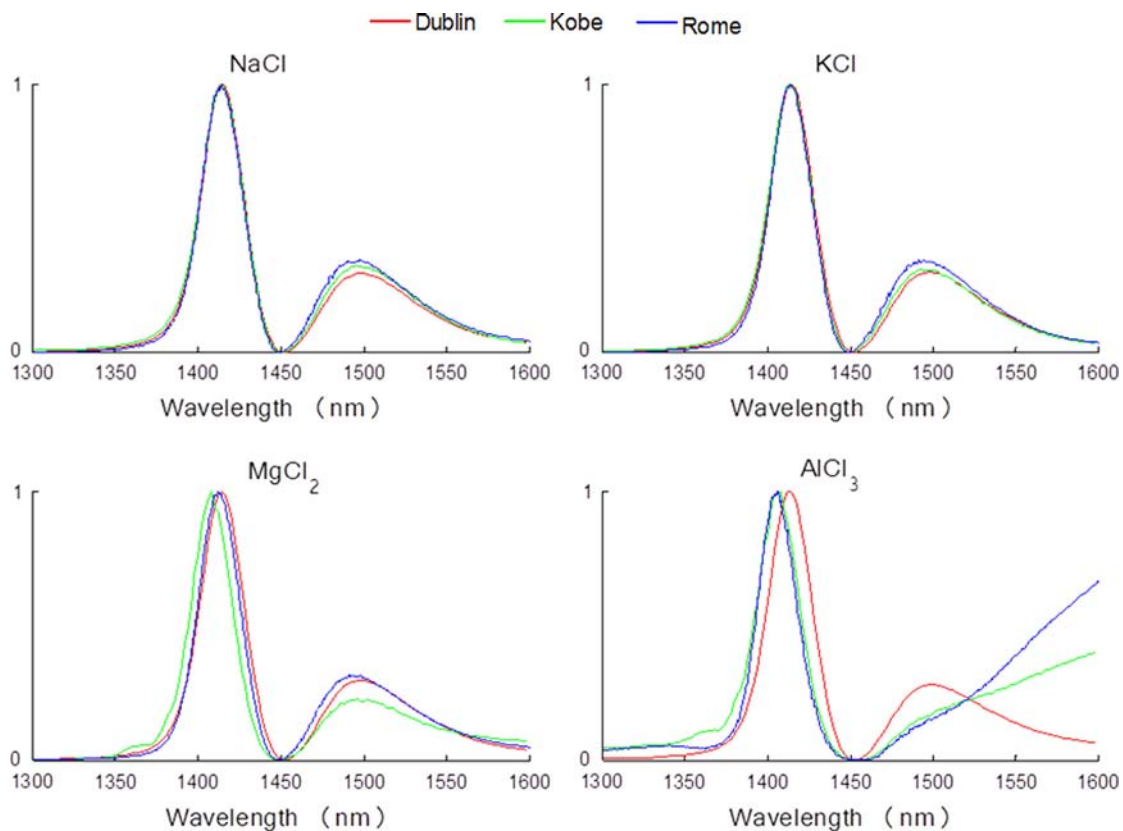 Dublin Kobe Rome
NaCl KCl
1 1
0 0
1300 1350 1400 1450 1500 1550 1600 1300 1350 1400 1450 1500 1550 1600
Wavelength （nm） Wavelength （nm）
MgCl2 AlCl3
1 1
0 0
1300 1350 1400 1450 1500 1550 1600 1300 1350 1400 1450 1500 1550 1600
Wavelength （nm） Wavelength （nm）